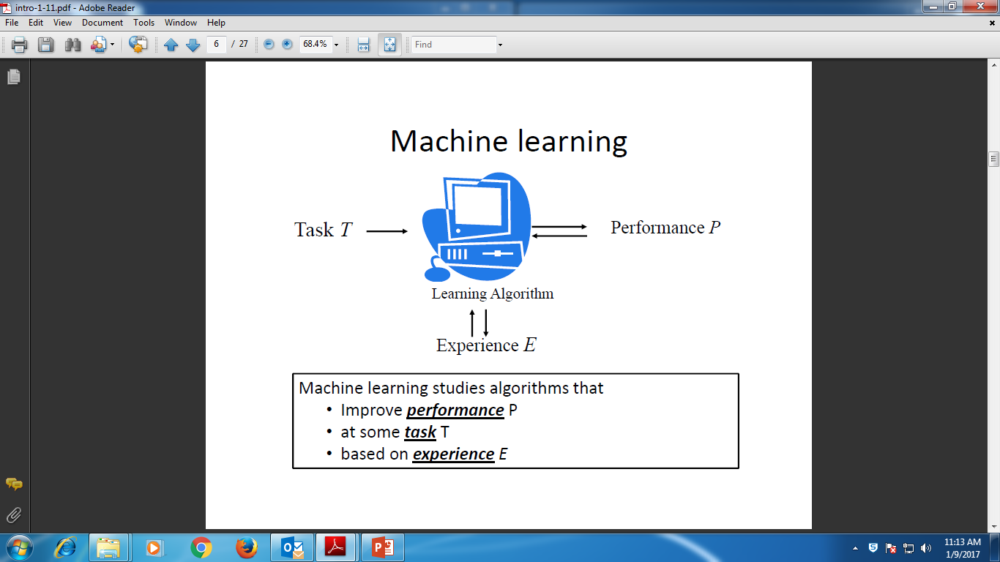 intro-1-11.pdf - Adobe Reader
File Edit View Document Tools Window Help
6 / 27 68.4% Find
Machine learning
Task T
Performance P
Learning Algorithm
Experience E
Machine learning studies algorithms that
• Improve performance P
• at some task T
• based on experience E
11:13 AM
1/9/2017